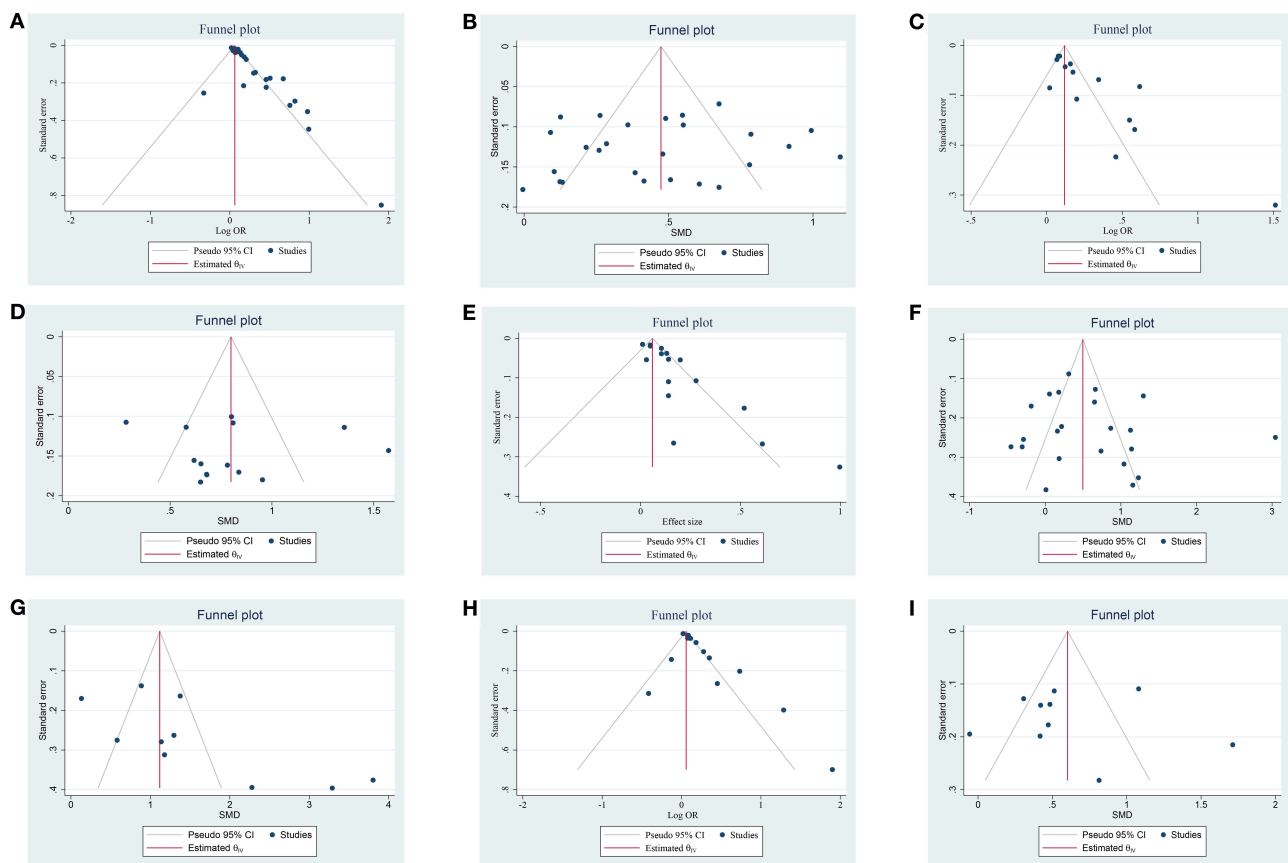 A
Funnel plot
Standard error
0
.2
.4
.6
.8
-2
-1
0
1
2
Log OR
Pseudo 95% CI
Studies
Estimated θIV
B
Funnel plot
Standard error
0
.05
.1
.15
.2
0
.5
1
SMD
Pseudo 95% CI
Studies
Estimated θIV
C
Funnel plot
Standard error
0
.1
.2
.3
-.5
0
.5
1
1.5
Log OR
Pseudo 95% CI
Studies
Estimated θIV
D
Funnel plot
Standard error
0
.05
.1
.15
.2
0
.5
1
1.5
SMD
Pseudo 95% CI
Studies
Estimated θIV
E
Funnel plot
Standard error
0
.1
.2
.3
.4
-.5
0
.5
1
Effect size
Pseudo 95% CI
Studies
Estimated θIV
F
Funnel plot
Standard error
0
.1
.2
.3
.4
-1
0
1
2
3
SMD
Pseudo 95% CI
Studies
Estimated θIV
G
Funnel plot
Standard error
0
.1
.2
.3
.4
0
1
2
3
4
SMD
Pseudo 95% CI
Studies
Estimated θIV
H
Funnel plot
Standard error
0
.2
.4
.6
.8
-2
-1
0
1
2
Log OR
Pseudo 95% CI
Studies
Estimated θIV
I
Funnel plot
Standard error
0
.1
.2
.3
0
.5
1
1.5
2
SMD
Pseudo 95% CI
Studies
Estimated θIV